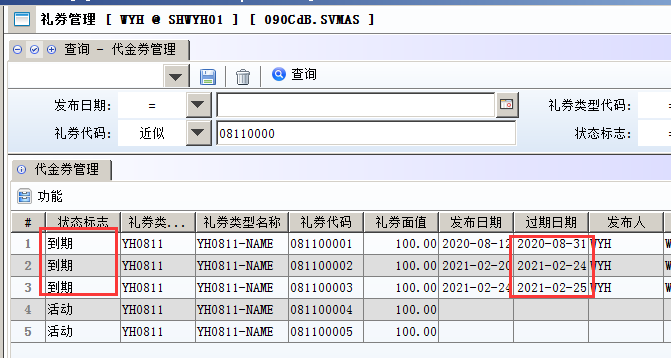 礼券管理 [ WYH @ SHWYH01 ] [ 090CdB.SVMAS ]
查询 - 代金券管理
查询
发布日期: = 礼券类型代码: =
礼券代码: 近似 08110000 状态标志: =
代金券管理
功能
# 状态标志 礼券类... 礼券类型名称 礼券代码 礼券面值 发布日期 过期日期 发布人
1 到期 YH0811 YH0811-NAME 081100001 100.00 2020-08-12 2020-08-31 WYH W
2 到期 YH0811 YH0811-NAME 081100002 100.00 2021-02-20 2021-02-24 WYH W
3 到期 YH0811 YH0811-NAME 081100003 100.00 2021-02-24 2021-02-25 WYH W
4 活动 YH0811 YH0811-NAME 081100004 100.00
5 活动 YH0811 YH0811-NAME 081100005 100.00